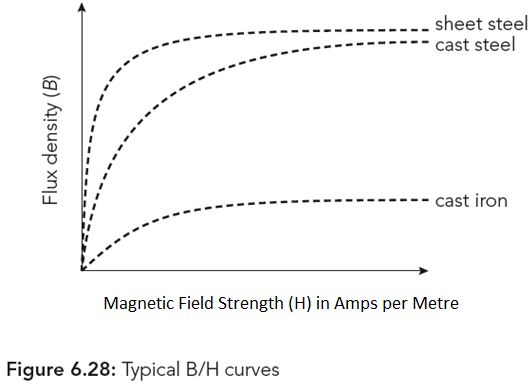 sheet steel
cast steel
Flux density (B)
cast iron
Magnetic Field Strength (H) in Amps per Metre
Figure 6.28: Typical B/H curves